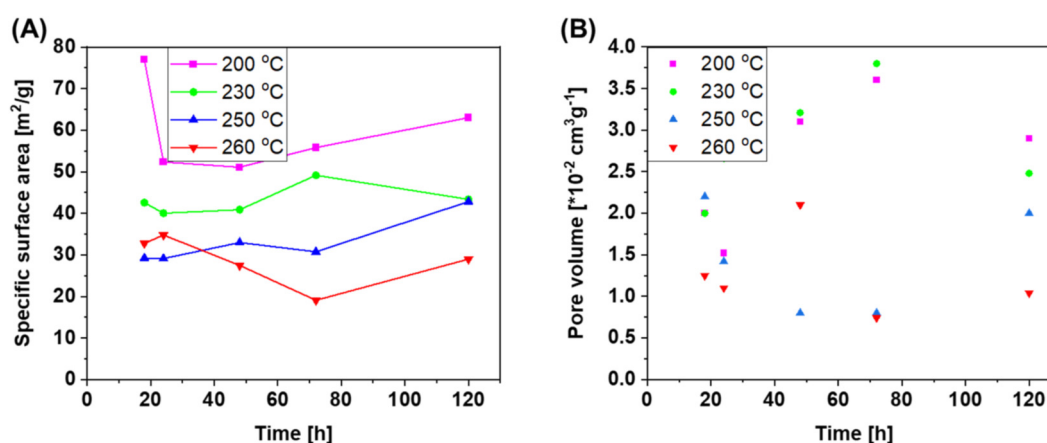 (A)
80
70
60
50
40
30
20
10
0
Specific surface area [m²/g]
200 °C
230 °C
250 °C
260 °C
0 20 40 60 80 100 120
Time [h]
(B)
4.0
3.5
3.0
2.5
2.0
1.5
1.0
0.5
0.0
Pore volume [*10⁻² cm³g⁻¹]
200 °C
230 °C
250 °C
260 °C
0 20 40 60 80 100 120
Time [h]